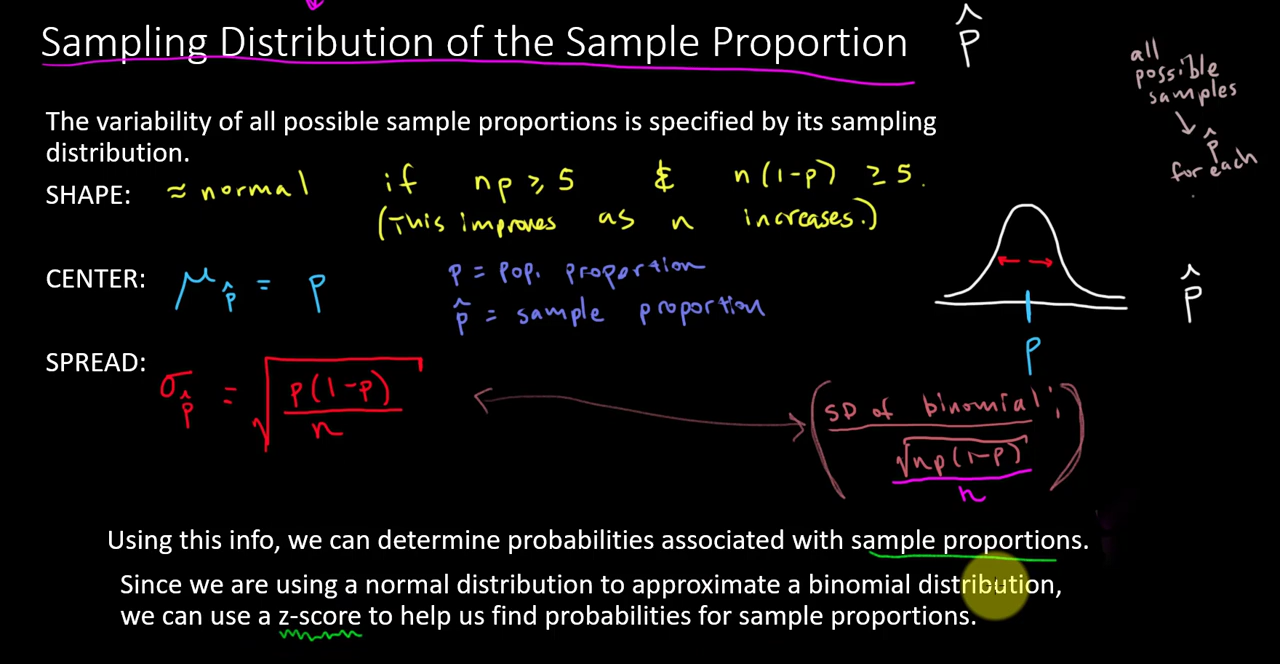 Sampling Distribution of the Sample Proportion p̂
all
possible
samples
p̂
for each
The variability of all possible sample proportions is specified by its sampling
distribution.
SHAPE: ≈ normal if np ≥ 5 & n(1-p) ≥ 5.
(This improves as n increases.)
CENTER: μp̂ = p
p = pop. proportion
p̂ = sample proportion
p̂
p
SPREAD: σp̂ = √(p(1-p)/n)
(SD of binomial:
√np(1-p)
n)
Using this info, we can determine probabilities associated with sample proportions.
Since we are using a normal distribution to approximate a binomial distribution,
we can use a z-score to help us find probabilities for sample proportions.